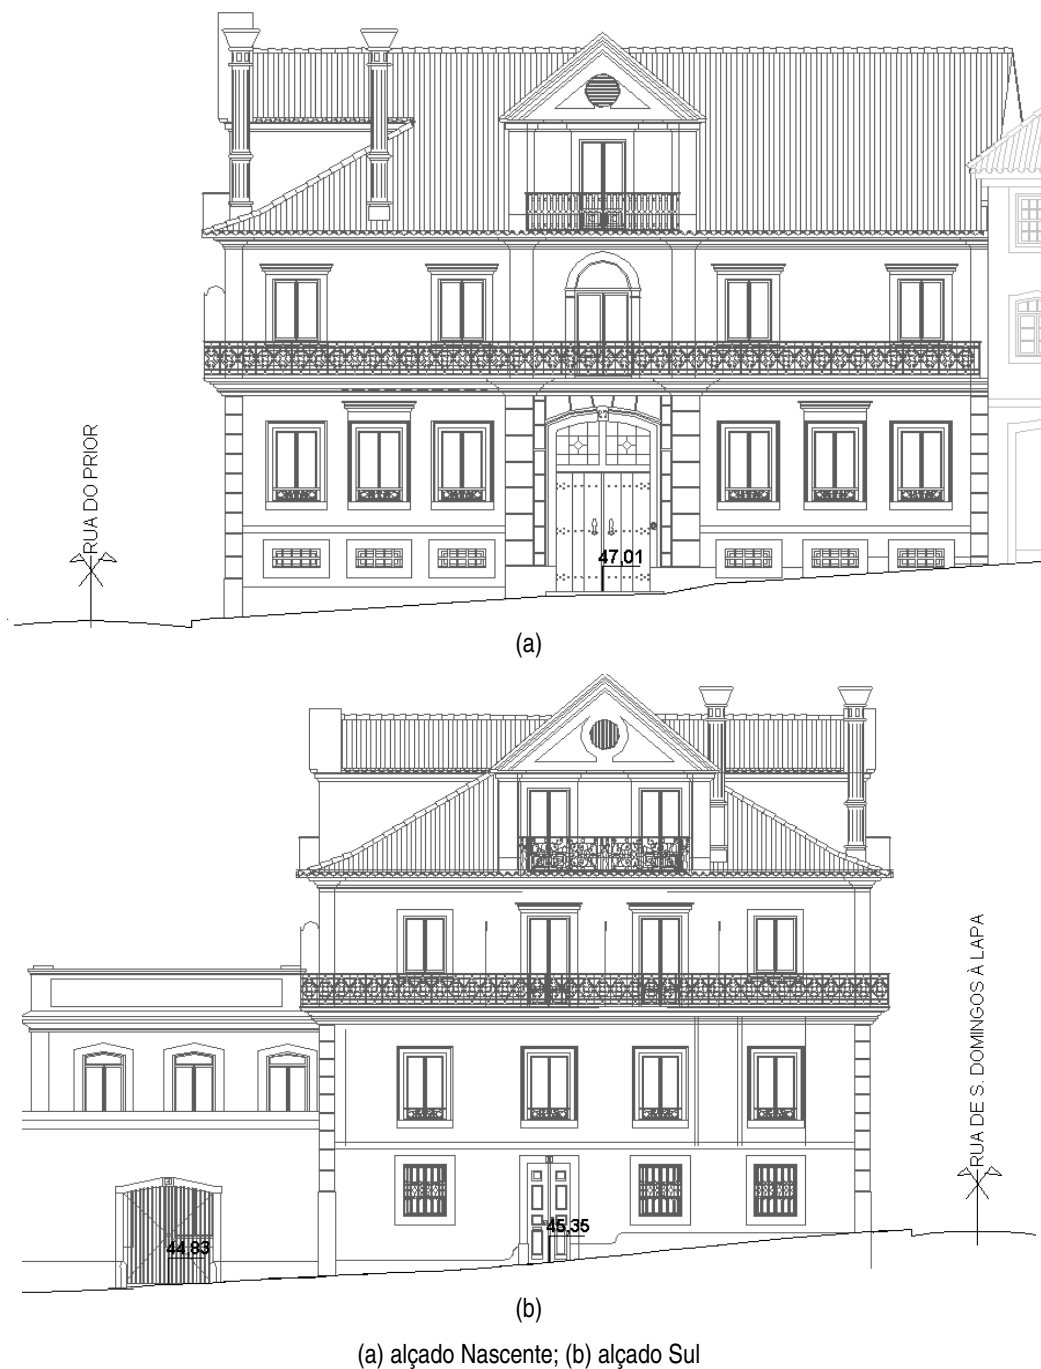 RUA DO PRIOR
47,01
(a)
RUA DE S. DOMINGOS À LAPA
44,83
45,35
(b)
(a) alçado Nascente; (b) alçado Sul